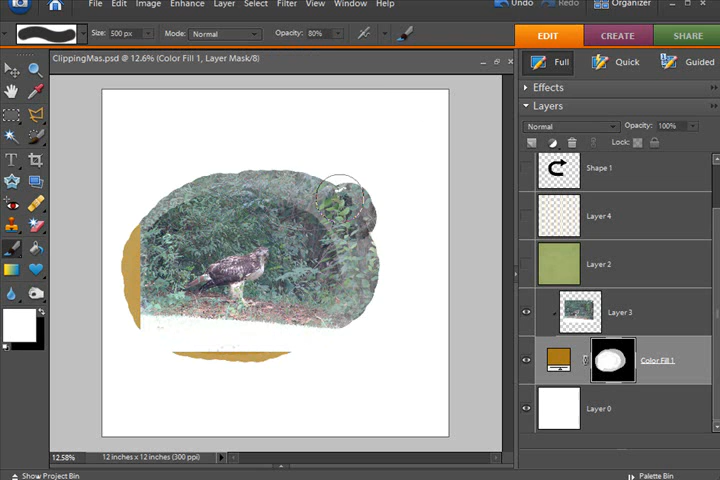 File Edit Image Enhance Layer Select Filter View Window Help Undo Redo Organizer
Size: 500 px Mode: Normal Opacity: 80% EDIT CREATE SHARE
ClippingMas.psd @ 12.6% (Color Fill 1, Layer Mask/8)
Full Quick Guided
Effects
Layers
Normal Opacity: 100%
Lock:
Shape 1
Layer 4
Layer 2
Layer 3
Color Fill 1
Layer 0
12.58% 12 inches x 12 inches (300 ppi)
Show Project Bin Panel Bin